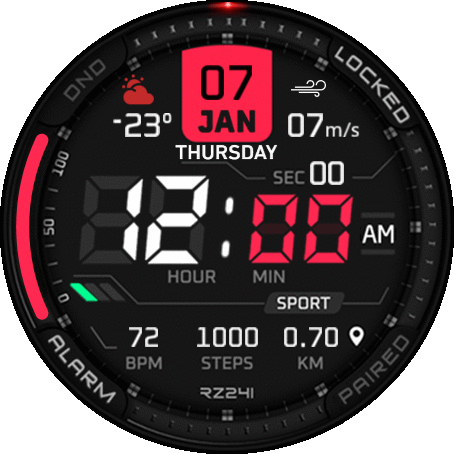 DND
LOCKED
07
JAN
-23°
07m/s
THURSDAY
SEC 00
100
50
0
12:00 AM
HOUR MIN
SPORT
72 1000 0.70
BPM STEPS KM
ALARM
PAIRED
RZ241